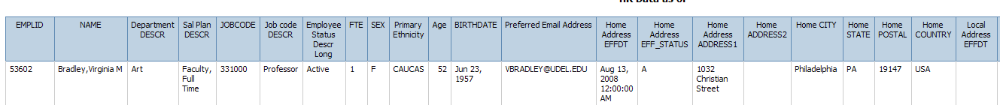 HR Data as of
EMPLID NAME Department DESCR Sal Plan DESCR JOBCODE Job code DESCR Employee Status Descr Long FTE SEX Primary Ethnicity Age BIRTHDATE Preferred Email Address Home Address EFFDT Home Address EFF_STATUS Home Address ADDRESS1 Home ADDRESS2 Home CITY Home STATE Home POSTAL Home COUNTRY Local Address EFFDT
53602 Bradley,Virginia M Art Faculty, Full Time 331000 Professor Active 1 F CAUCAS 52 Jun 23, 1957 VBRADLEY@UDEL.EDU Aug 13, 2008 12:00:00 AM A 1032 Christian Street Philadelphia PA 19147 USA